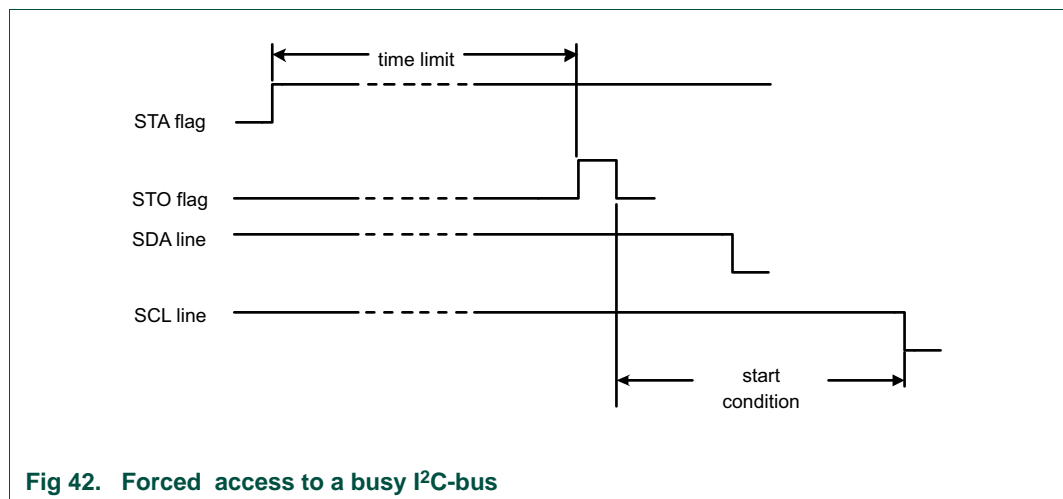 time limit
STA flag
STO flag
SDA line
SCL line
start
condition
Fig 42. Forced access to a busy I²C-bus